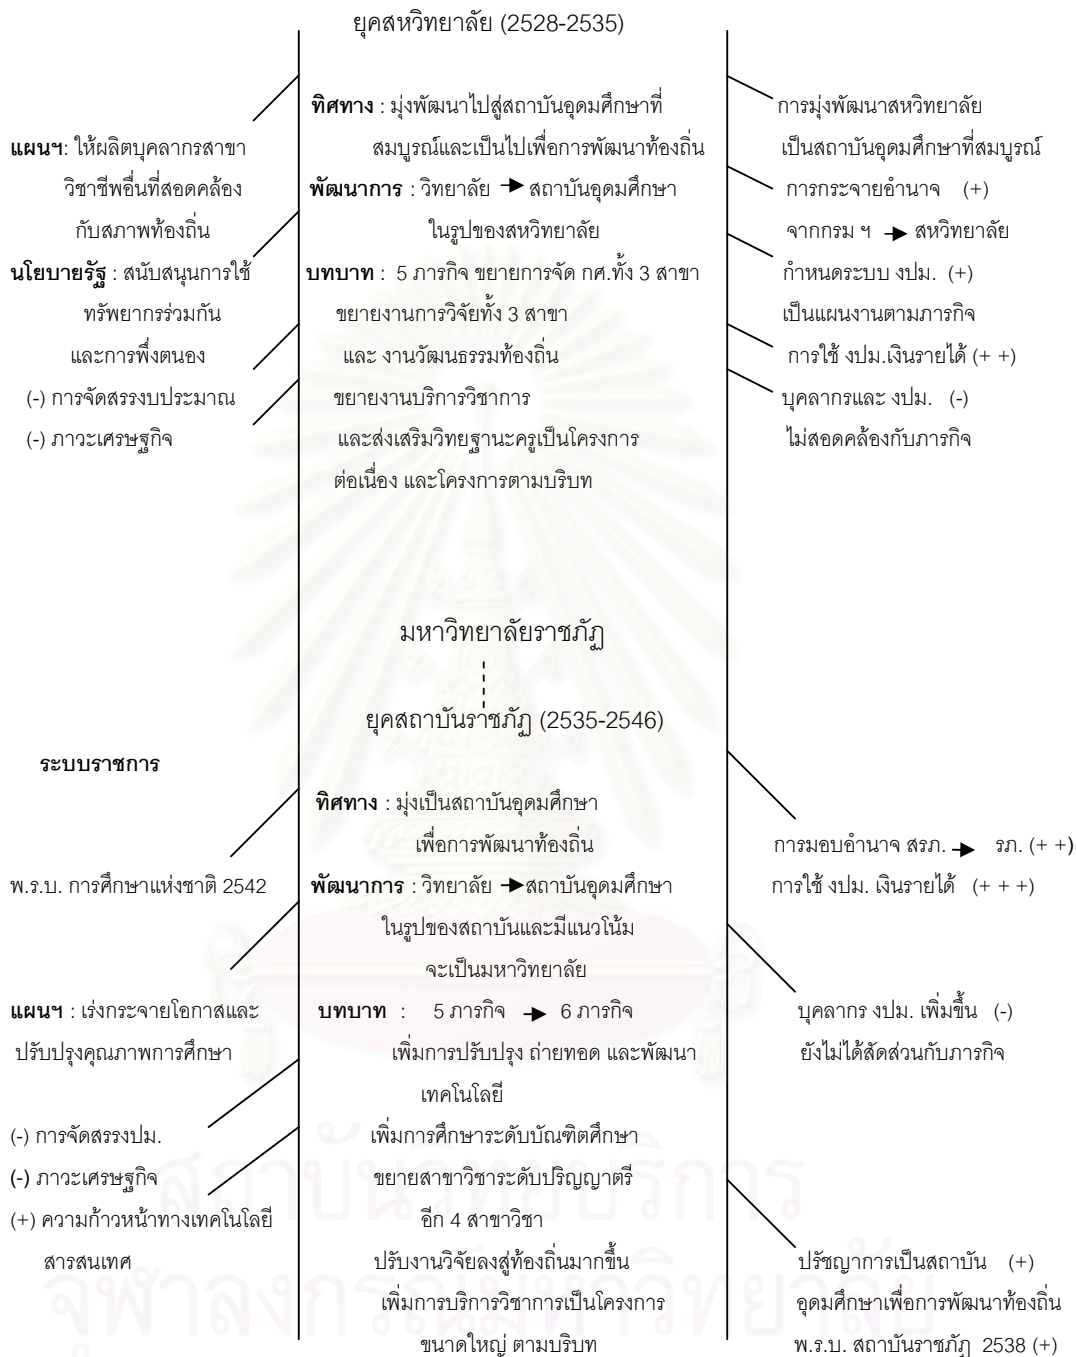 ยุคสหวิทยาลัย (2528-2535)
ทิศทาง : มุ่งพัฒนาไปสู่สถาบันอุดมศึกษาที่
การมุ่งพัฒนาสหวิทยาลัย
แผนฯ: ให้ผลิตบุคลากรสาขา
สมบูรณ์และเป็นไปเพื่อการพัฒนาท้องถิ่น
เป็นสถาบันอุดมศึกษาที่สมบูรณ์
วิชาชีพอื่นที่สอดคล้อง
พัฒนาการ : วิทยาลัย → สถาบันอุดมศึกษา
การกระจายอำนาจ (+)
กับสภาพท้องถิ่น
ในรูปของสหวิทยาลัย
จากกรม ฯ → สหวิทยาลัย
นโยบายรัฐ : สนับสนุนการใช้
บทบาท : 5 ภารกิจ ขยายการจัด กศ.ทั้ง 3 สาขา
กำหนดระบบ งปม. (+)
ทรัพยากรร่วมกัน
ขยายงานการวิจัยทั้ง 3 สาขา
เป็นแผนงานตามภารกิจ
และการพึ่งตนอง
และ งานวัฒนธรรมท้องถิ่น
การใช้ งปม.เงินรายได้ (+ +)
(-) การจัดสรรงบประมาณ
ขยายงานบริการวิชาการ
บุคลากรและ งปม. (-)
(-) ภาวะเศรษฐกิจ
และส่งเสริมวิทยฐานะครูเป็นโครงการ
ไม่สอดคล้องกับภารกิจ
ต่อเนื่อง และโครงการตามบริบท
มหาวิทยาลัยราชภัฏ
ยุคสถาบันราชภัฏ (2535-2546)
ระบบราชการ
ทิศทาง : มุ่งเป็นสถาบันอุดมศึกษา
เพื่อการพัฒนาท้องถิ่น
การมอบอำนาจ สรภ. → รภ. (+ +)
พ.ร.บ. การศึกษาแห่งชาติ 2542
พัฒนาการ : วิทยาลัย → สถาบันอุดมศึกษา
การใช้ งปม. เงินรายได้ (+ + +)
ในรูปของสถาบันและมีแนวโน้ม
จะเป็นมหาวิทยาลัย
แผนฯ : เร่งกระจายโอกาสและ
บทบาท : 5 ภารกิจ → 6 ภารกิจ
บุคลากร งปม. เพิ่มขึ้น (-)
ปรับปรุงคุณภาพการศึกษา
เพิ่มการปรับปรุง ถ่ายทอด และพัฒนา
ยังไม่ได้สัดส่วนกับภารกิจ
เทคโนโลยี
(-) การจัดสรรงปม.
เพิ่มการศึกษาระดับบัณฑิตศึกษา
(-) ภาวะเศรษฐกิจ
ขยายสาขาวิชาระดับปริญญาตรี
(+) ความก้าวหน้าทางเทคโนโลยี
อีก 4 สาขาวิชา
สารสนเทศ
ปรับงานวิจัยลงสู่ท้องถิ่นมากขึ้น
ปรัชญาการเป็นสถาบัน (+)
เพิ่มการบริการวิชาการเป็นโครงการ
อุดมศึกษาเพื่อการพัฒนาท้องถิ่น
ขนาดใหญ่ ตามบริบท
พ.ร.บ. สถาบันราชภัฏ 2538 (+)
สถาบันวิทยบริการ
จุฬาลงกรณ์มหาวิทยาลัย